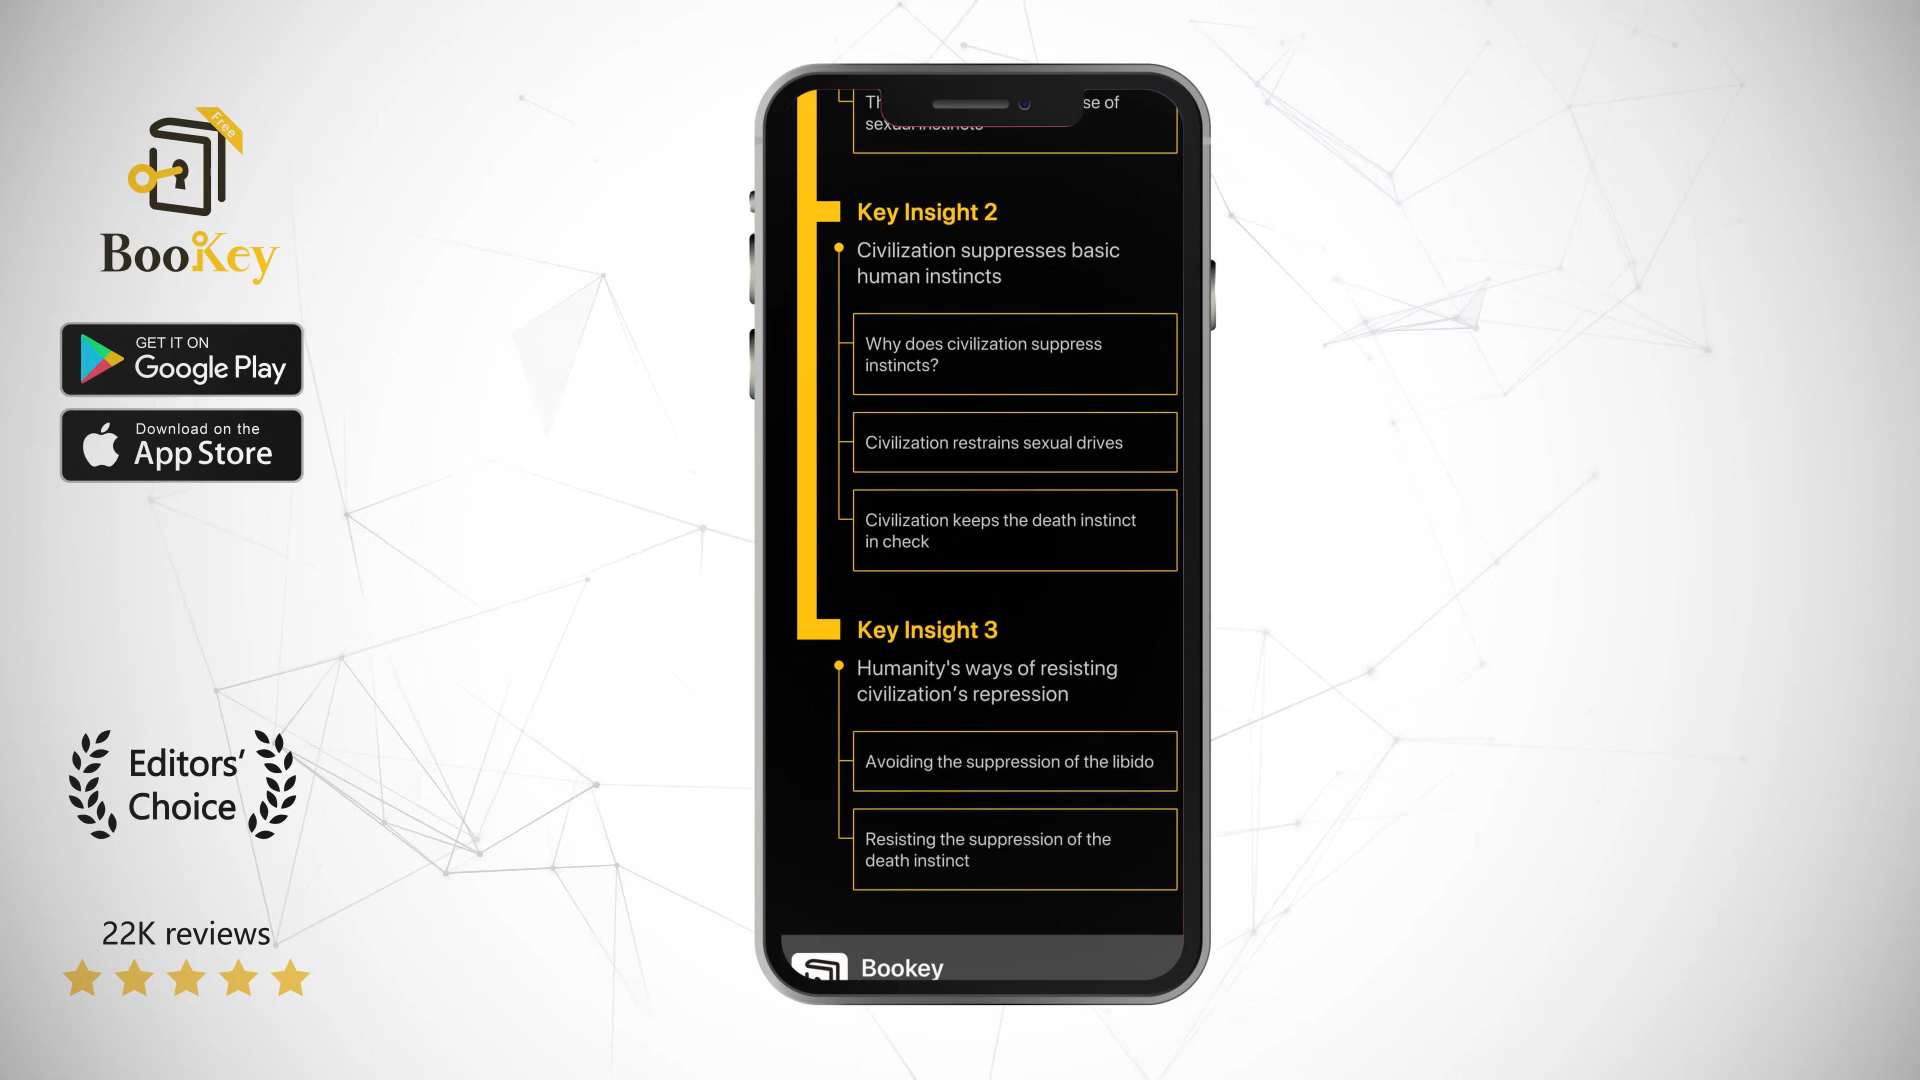 Free
BooKey
GET IT ON
Google Play
Download on the
App Store
Editors’
Choice
22K reviews
se of
Key Insight 2
Civilization suppresses basic
human instincts
Why does civilization suppress
instincts?
Civilization restrains sexual drives
Civilization keeps the death instinct
in check
Key Insight 3
Humanity's ways of resisting
civilization’s repression
Avoiding the suppression of the libido
Resisting the suppression of the
death instinct
Bookey